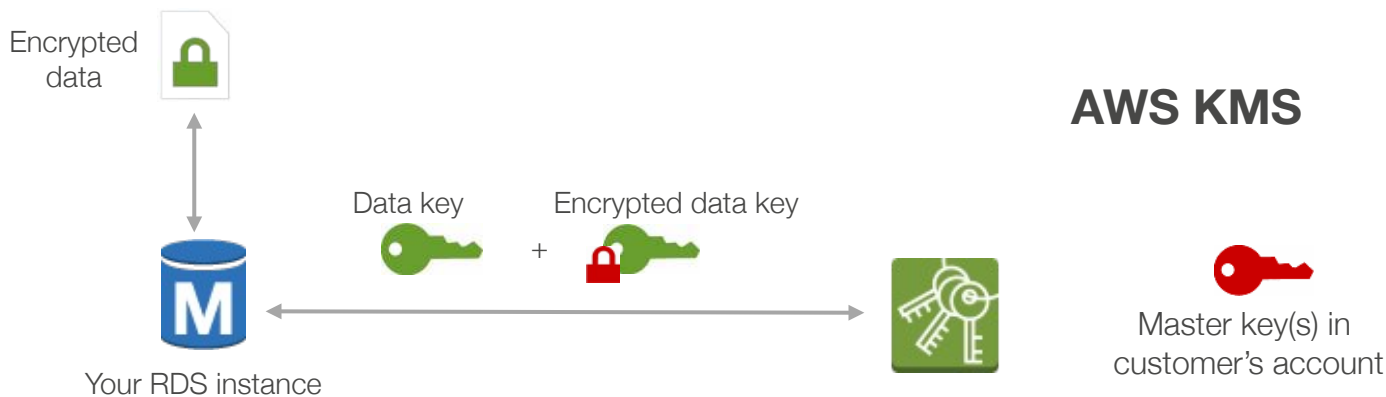 Encrypted
data
AWS KMS
Data key
Encrypted data key
+
M
Your RDS instance
Master key(s) in
customer’s account